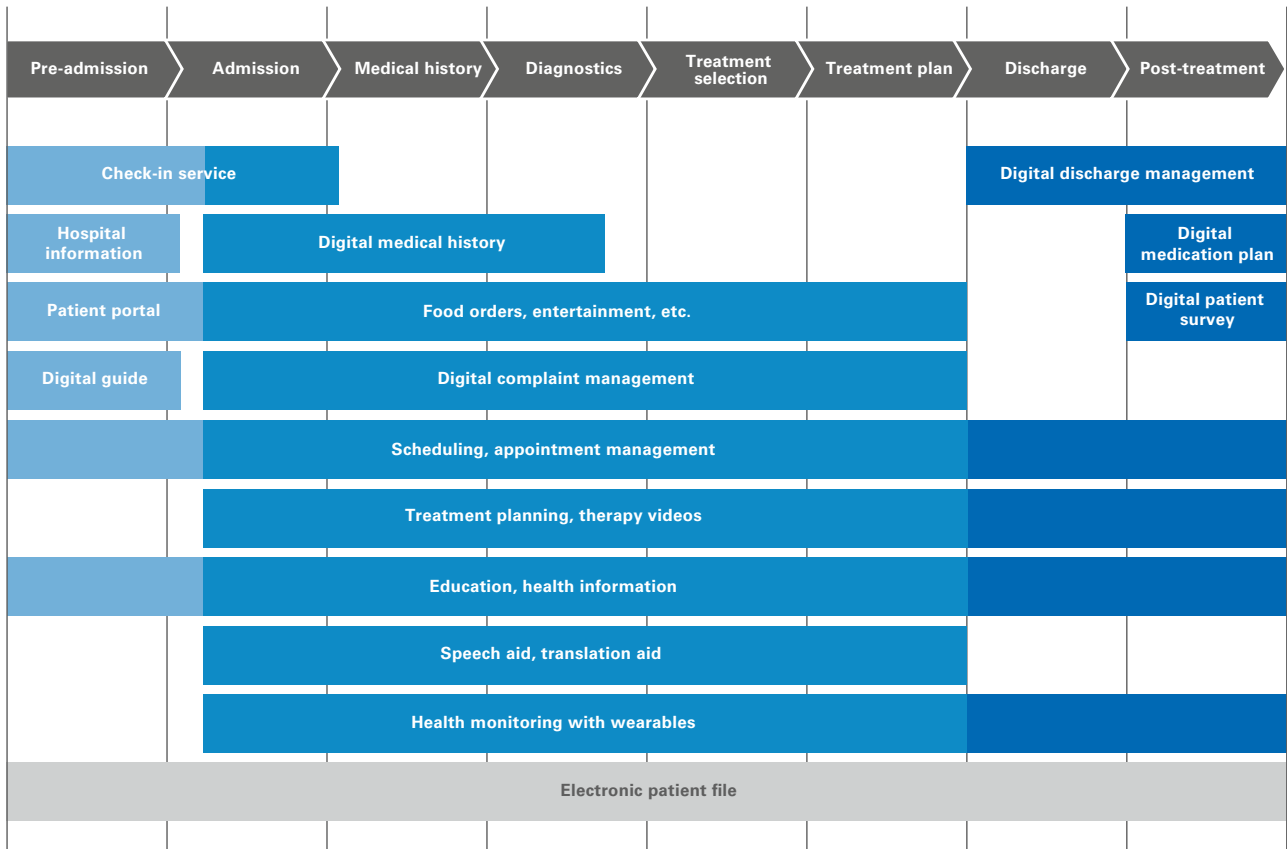 Pre-admission
Admission
Medical history
Diagnostics
Treatment
selection
Treatment plan
Discharge
Post-treatment
Check-in service
Digital discharge management
Hospital
information
Digital medical history
Digital
medication plan
Patient portal
Food orders, entertainment, etc.
Digital patient
survey
Digital guide
Digital complaint management
Scheduling, appointment management
Treatment planning, therapy videos
Education, health information
Speech aid, translation aid
Health monitoring with wearables
Electronic patient file